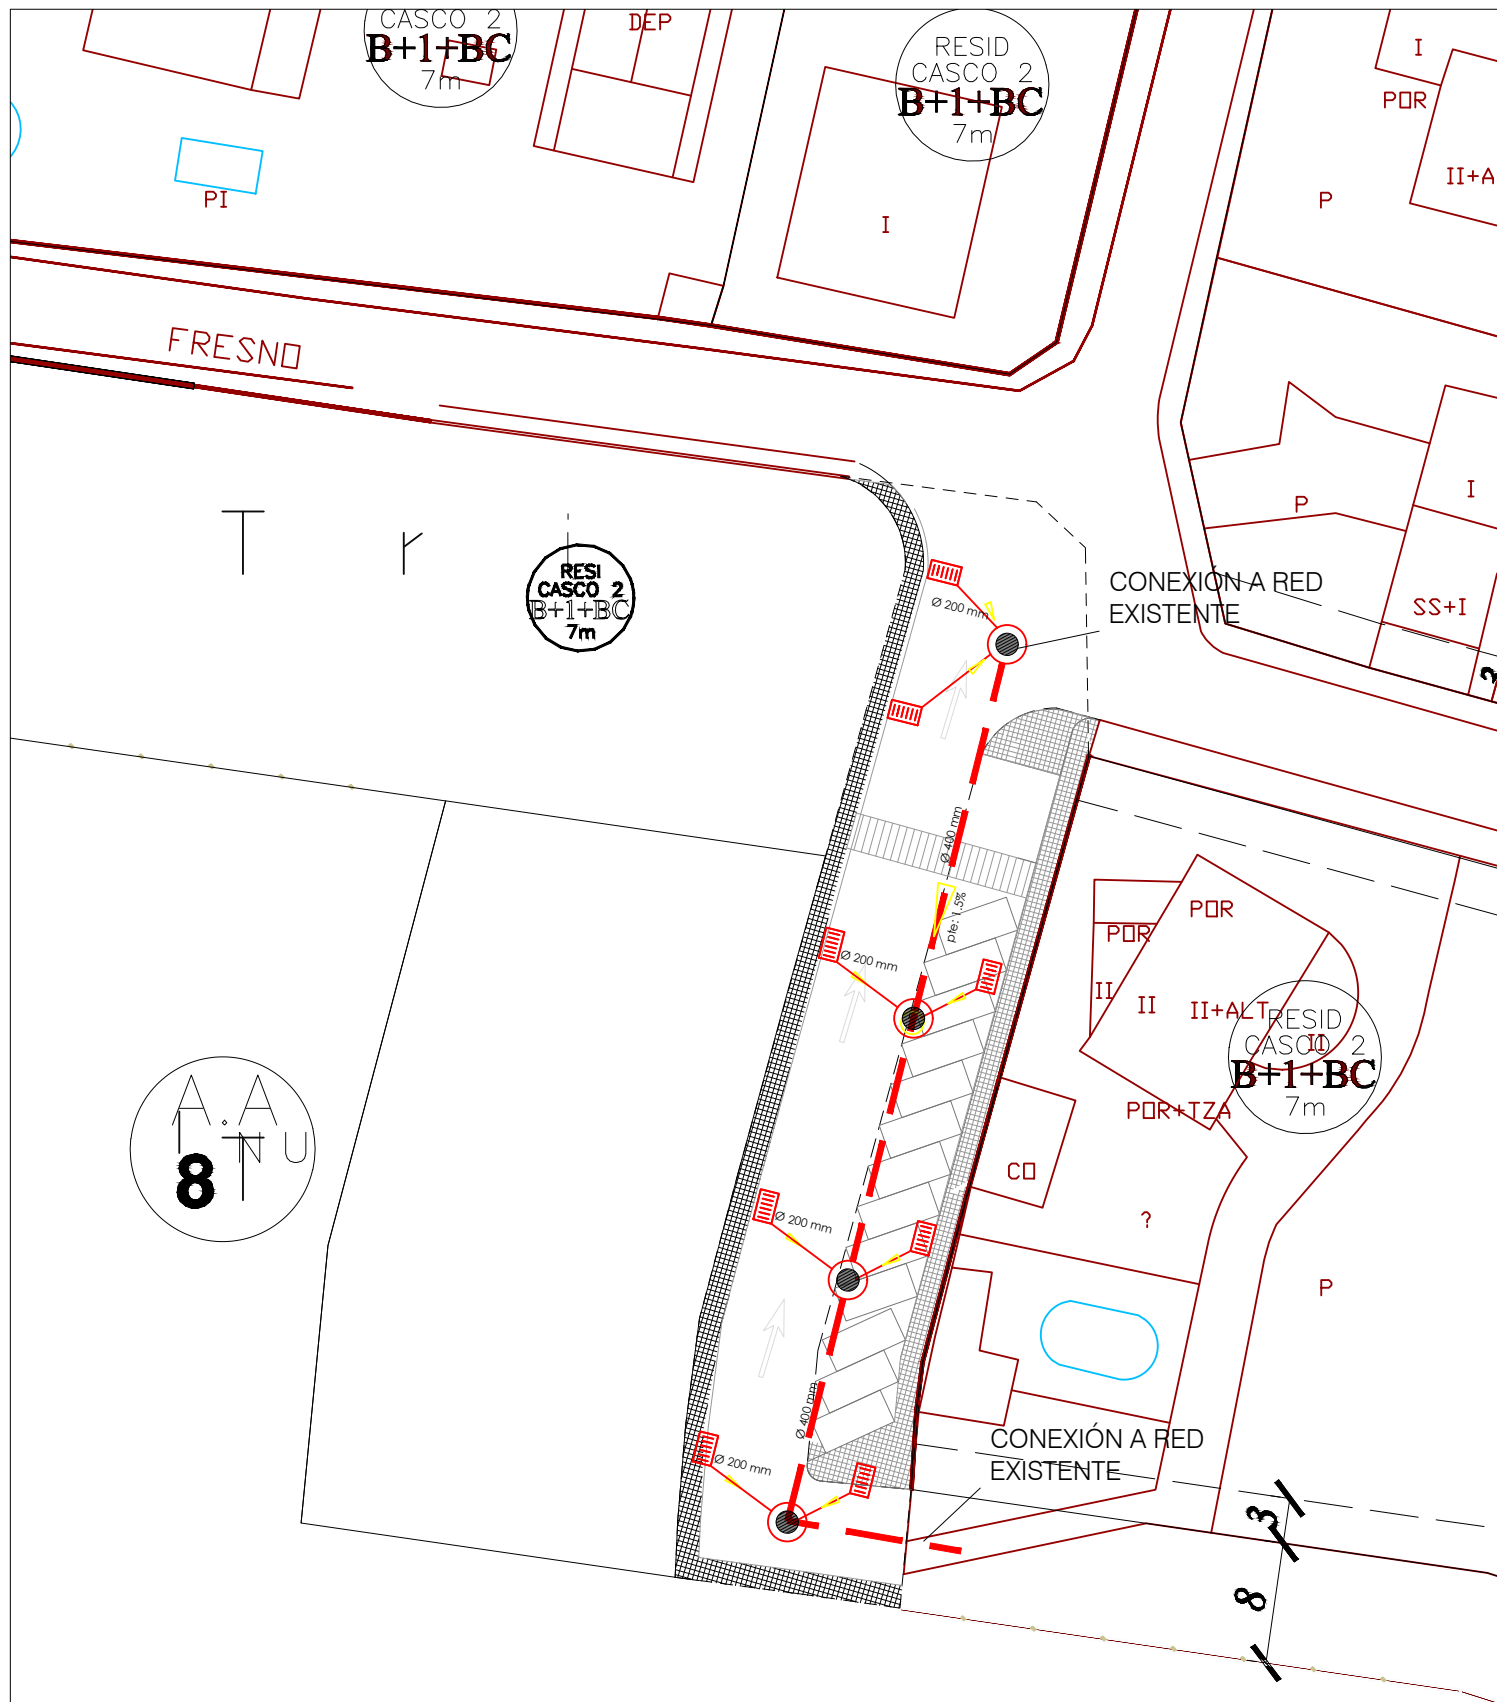 CASCO 2
B+1+BC
7m
DEP
RESID
CASCO 2
B+1+BC
7m
I
POR
II+A
P
PI
I
FRESNO
I
P
RESI
CASCO 2
B+1+BC
7m
CONEXIÓN A RED
EXISTENTE
Ø 200 mm
SS+I
3
Ø 400 mm
pte: 1.5%
POR
POR
II
II
II+ALT
Ø 200 mm
RESID
CASCO 2
II
B+1+BC
7m
POR+TZA
A.A
NU
8
CO
?
Ø 200 mm
P
Ø 400 mm
CONEXIÓN A RED
EXISTENTE
Ø 200 mm
3
8